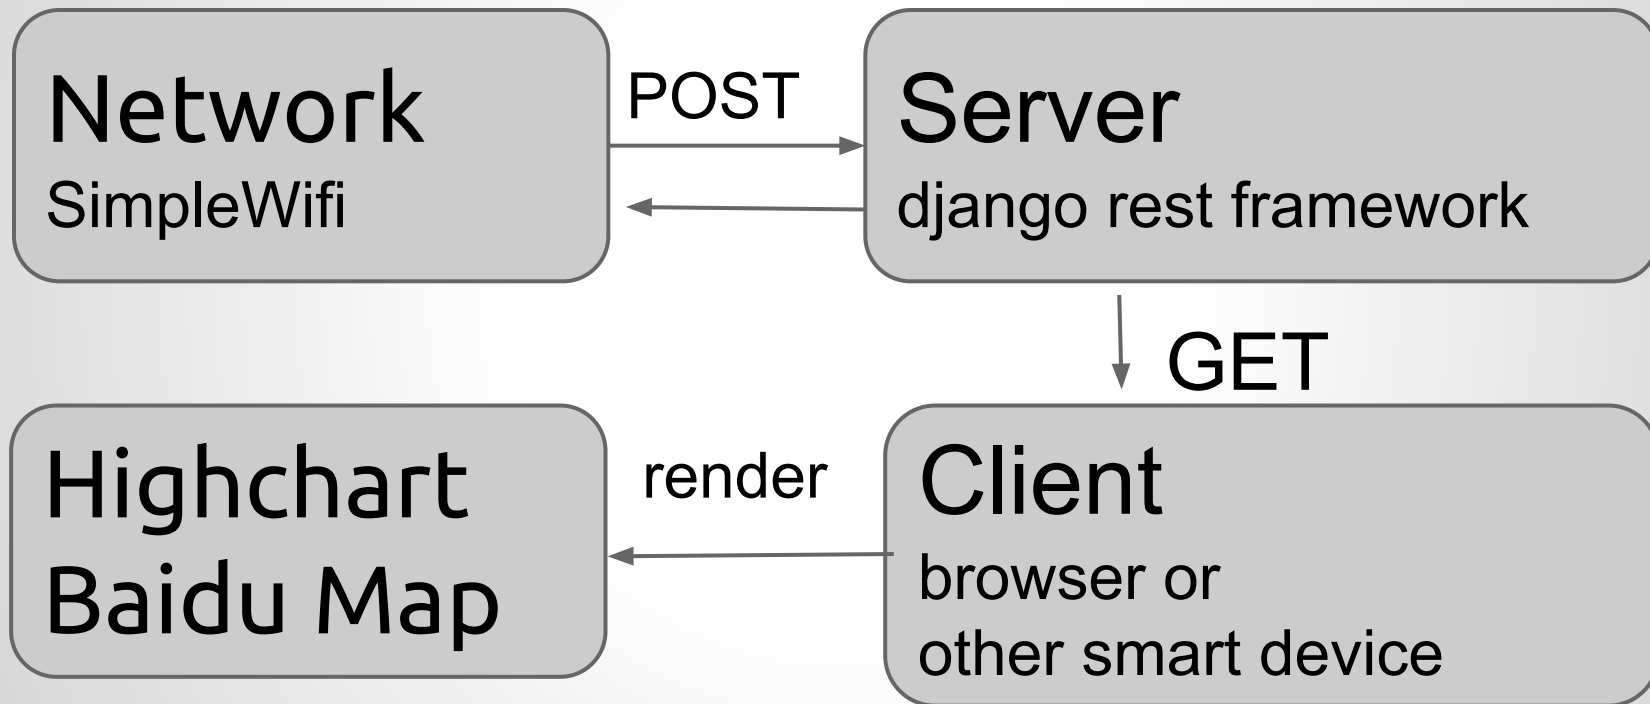 Network
SimpleWifi
POST
Server
django rest framework
GET
Highchart
Baidu Map
render
Client
browser or
other smart device